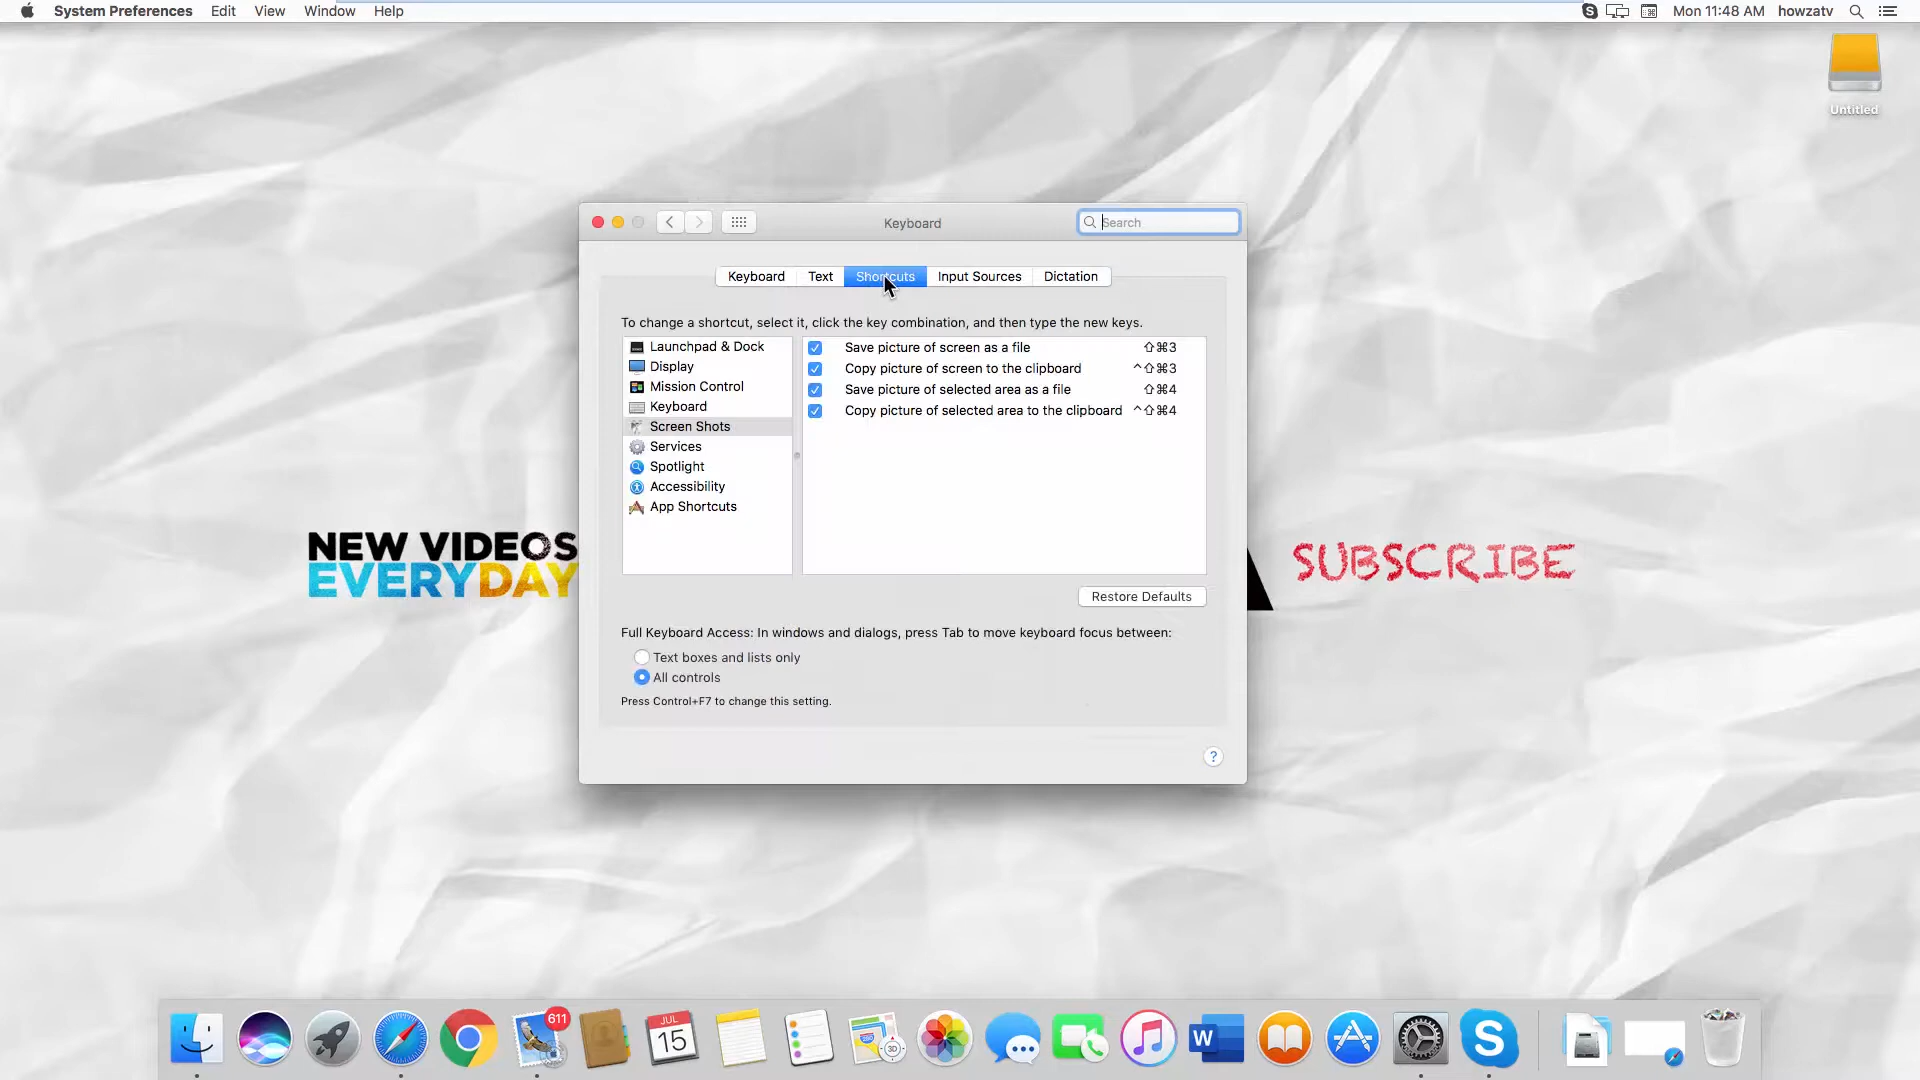 System Preferences Edit View Window Help
Mon 11:48 AM howzatv
Untitled
Keyboard
Search
Keyboard Text Shortcuts Input Sources Dictation
To change a shortcut, select it, click the key combination, and then type the new keys.
Launchpad & Dock
Display
Mission Control
Keyboard
Screen Shots
Services
Spotlight
Accessibility
App Shortcuts
Save picture of screen as a file ⇧⌘3
Copy picture of screen to the clipboard ^⇧⌘3
Save picture of selected area as a file ⇧⌘4
Copy picture of selected area to the clipboard ^⇧⌘4
Restore Defaults
Full Keyboard Access: In windows and dialogs, press Tab to move keyboard focus between:
Text boxes and lists only
All controls
Press Control+F7 to change this setting.
?
NEW VIDEOS
EVERYDAY
SUBSCRIBE
611
JUL
15
3D
W
S